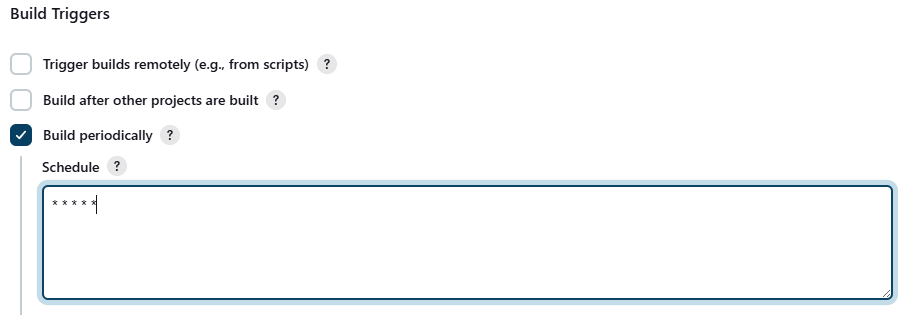 Build Triggers
Trigger builds remotely (e.g., from scripts) ?
Build after other projects are built ?
Build periodically ?
Schedule ?
* * * * *